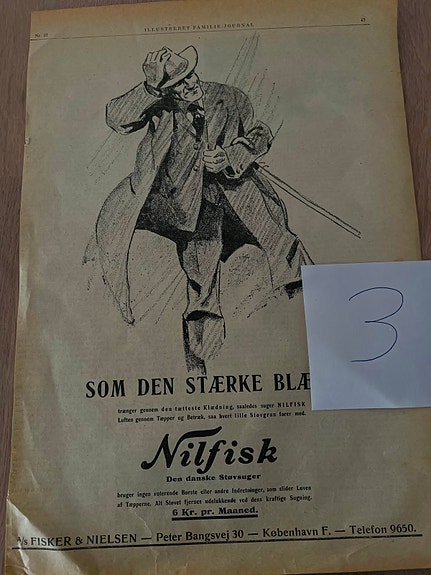 ILLUSTRERET FAMILIE JOURNAL
SOM DEN STÆRKE BLÆ
3
trænger gennem den tætteste Klædning, saaledes suger NILFISK
Luften gennem Tæpper og Betræk, saa hvert lille Støvgran farer med.
Nilfisk
Den danske Støvsuger
bruger ingen roterende Børste eller andre Indretninger, som slider Luven
af Tæpperne. Alt Støvet fjernes udelukkende ved dens kraftige Sugning.
6 Kr. pr. Maaned.
A/s FISKER & NIELSEN — Peter Bangsvej 30 — København F. — Telefon 9650.